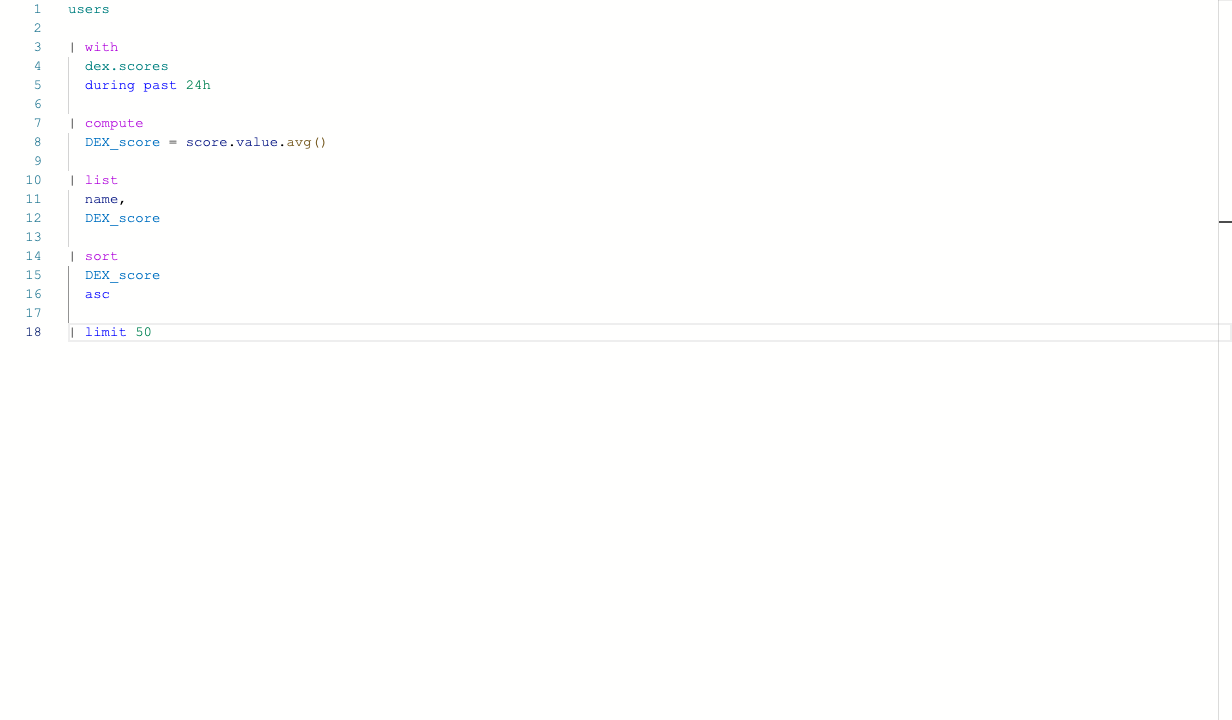 1 users
2
3 | with
4 dex.scores
5 during past 24h
6
7 | compute
8 DEX_score = score.value.avg()
9
10 | list
11 name,
12 DEX_score
13
14 | sort
15 DEX_score
16 asc
17
18 | limit 50